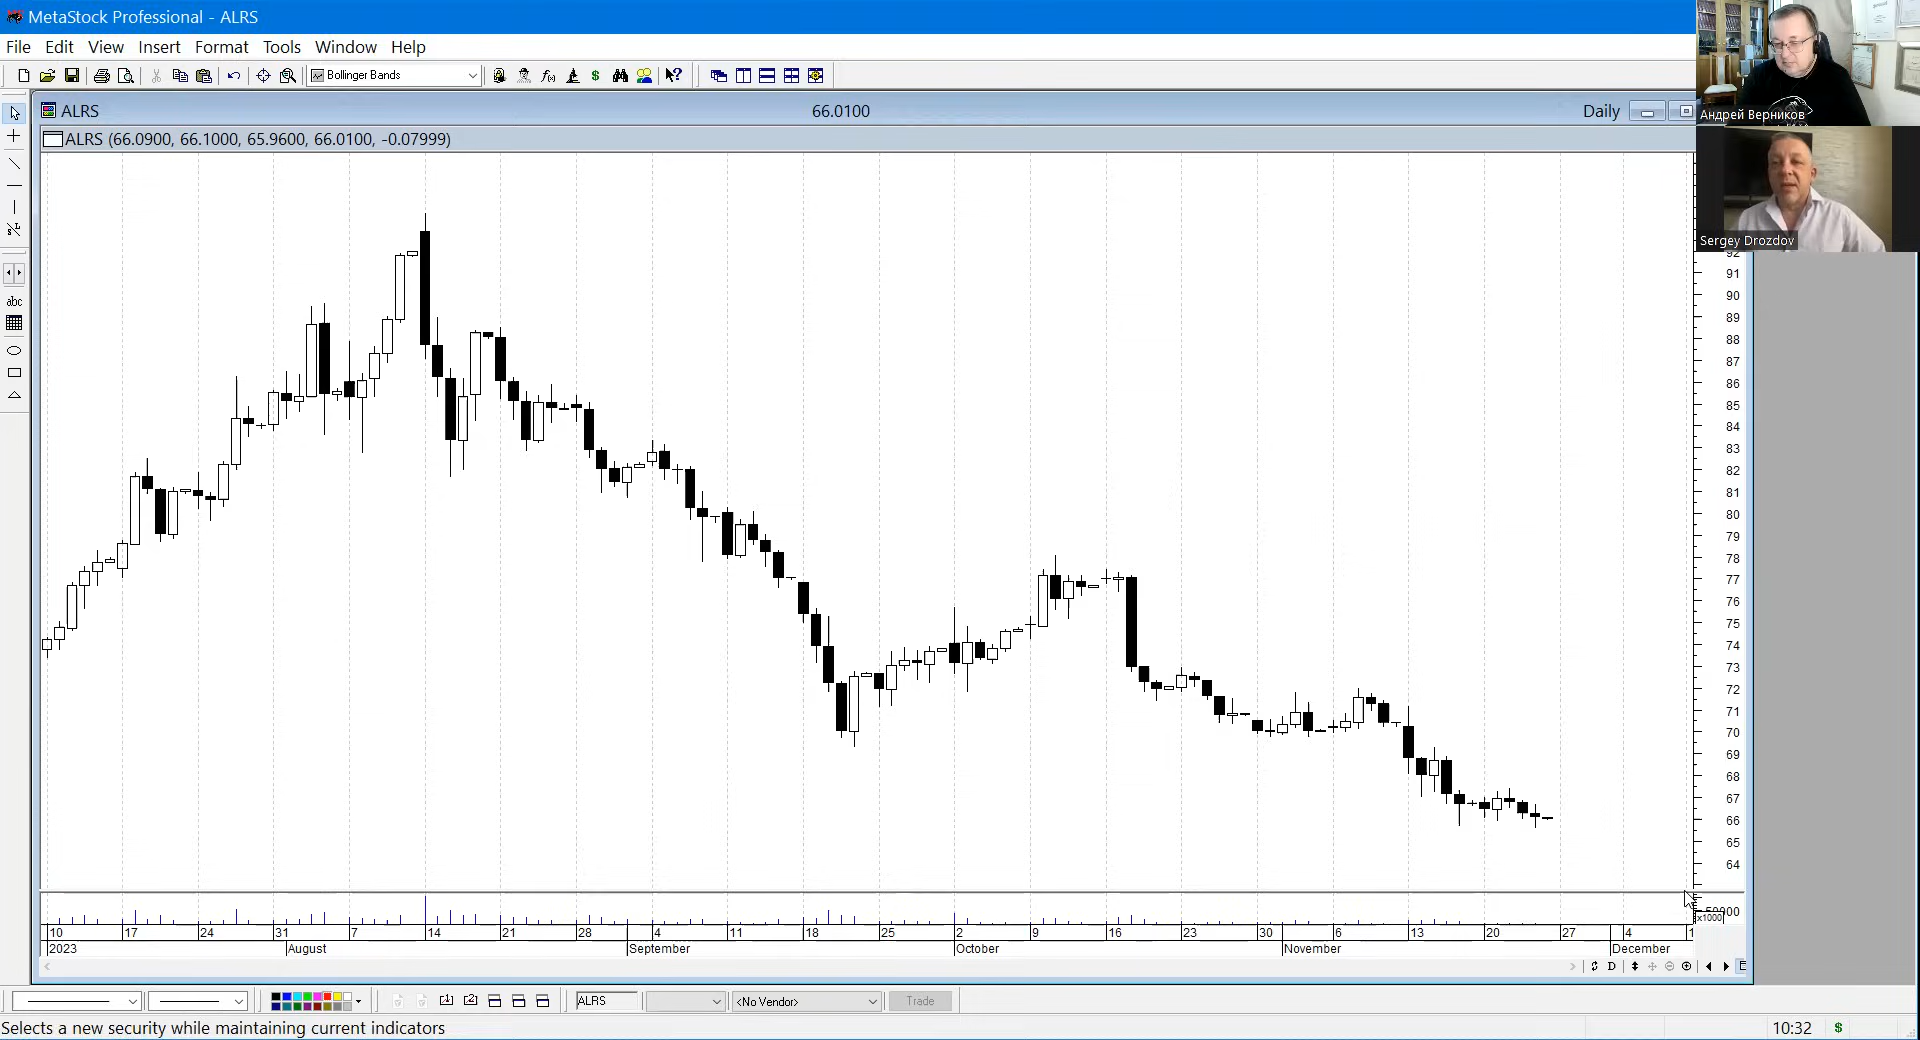 MetaStock Professional - ALRS
File Edit View Insert Format Tools Window Help
Bollinger Bands
Андрей Верников
Sergey Drozdov
ALRS 66.0100 Daily
ALRS (66.0900, 66.1000, 65.9600, 66.0100, -0.07999)
abc
92
91
90
89
88
87
86
85
84
83
82
81
80
79
78
77
76
75
74
73
72
71
70
69
68
67
66
65
64
x1000
10 17 24 31 7 14 21 28 4 11 18 25 2 9 16 23 30 6 13 20 27 4
2023 August September October November December
D
ALRS <No Vendor> Trade
Selects a new security while maintaining current indicators 10:32 $